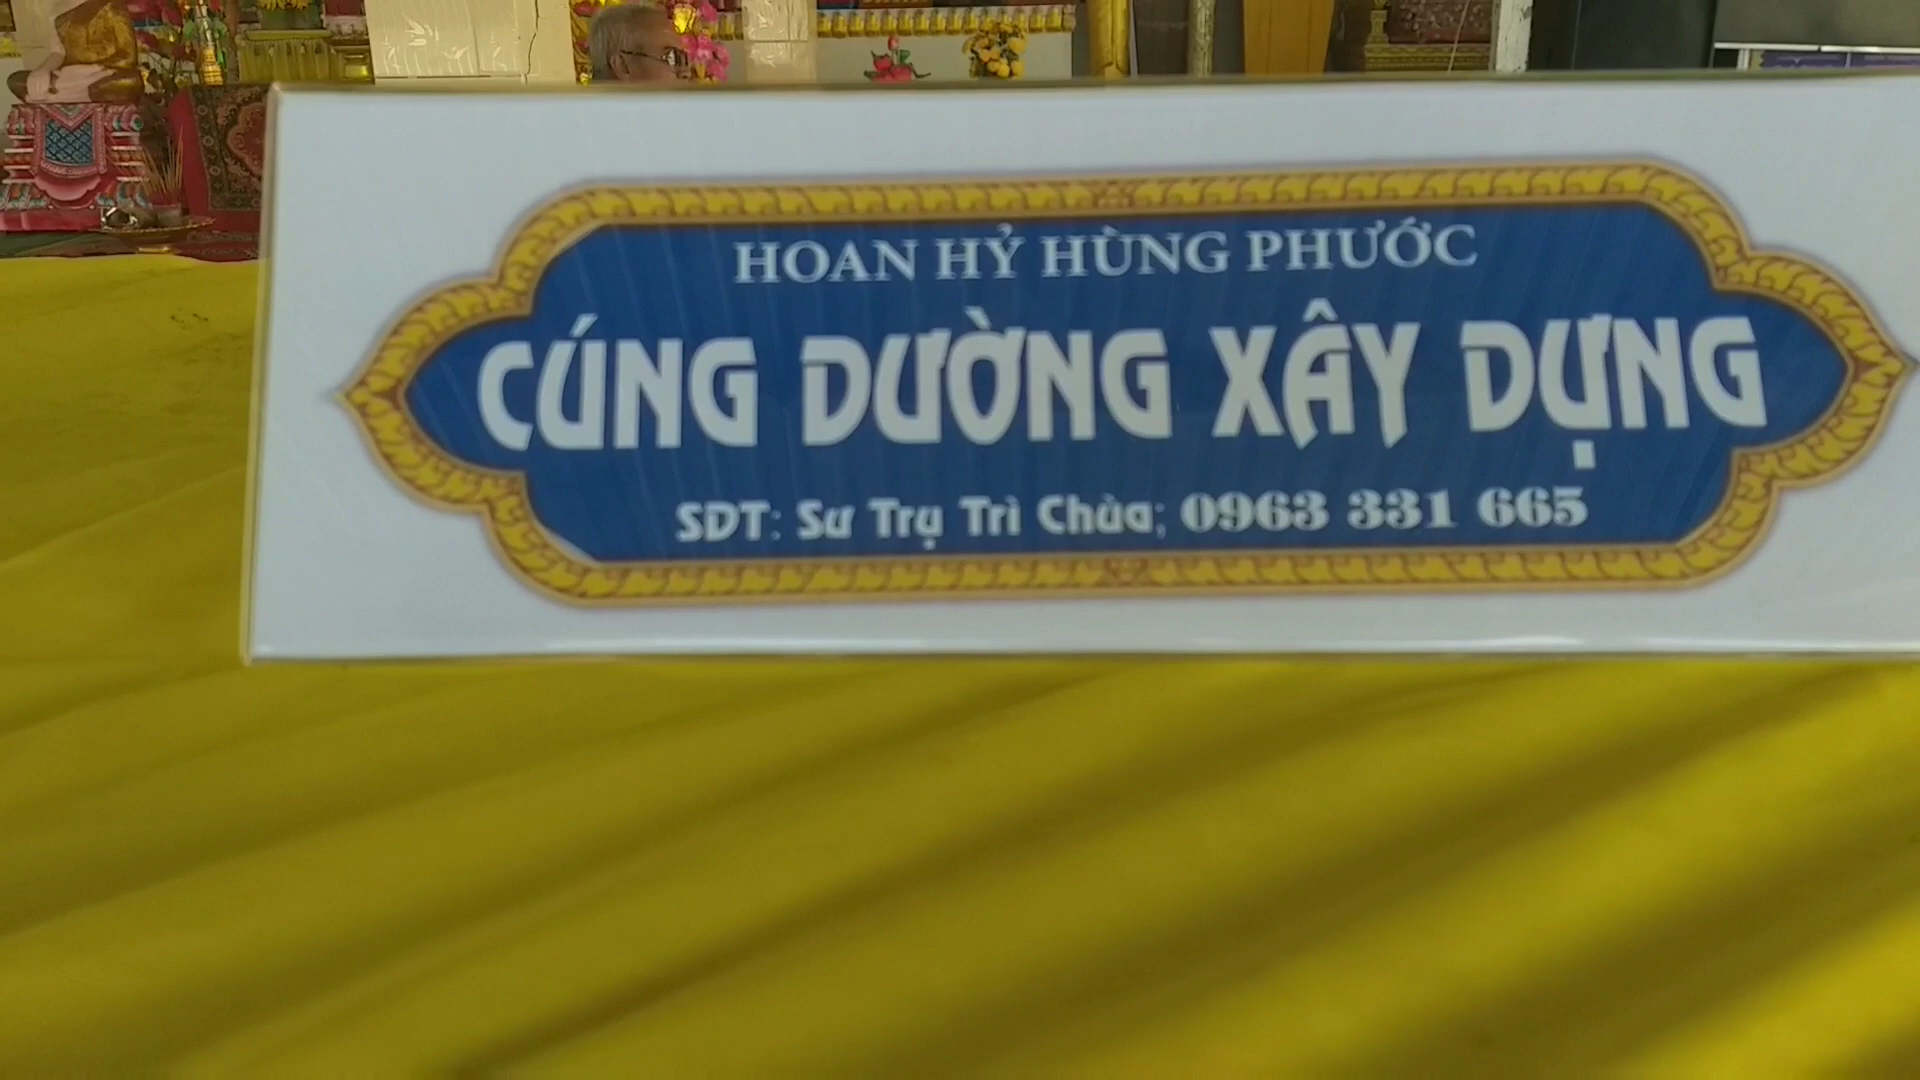 HOAN HỶ HÙNG PHƯỚC
CÚNG DƯỜNG XÂY DỰNG
SDT: Sư Trụ Trì Chùa; 0963 331 665